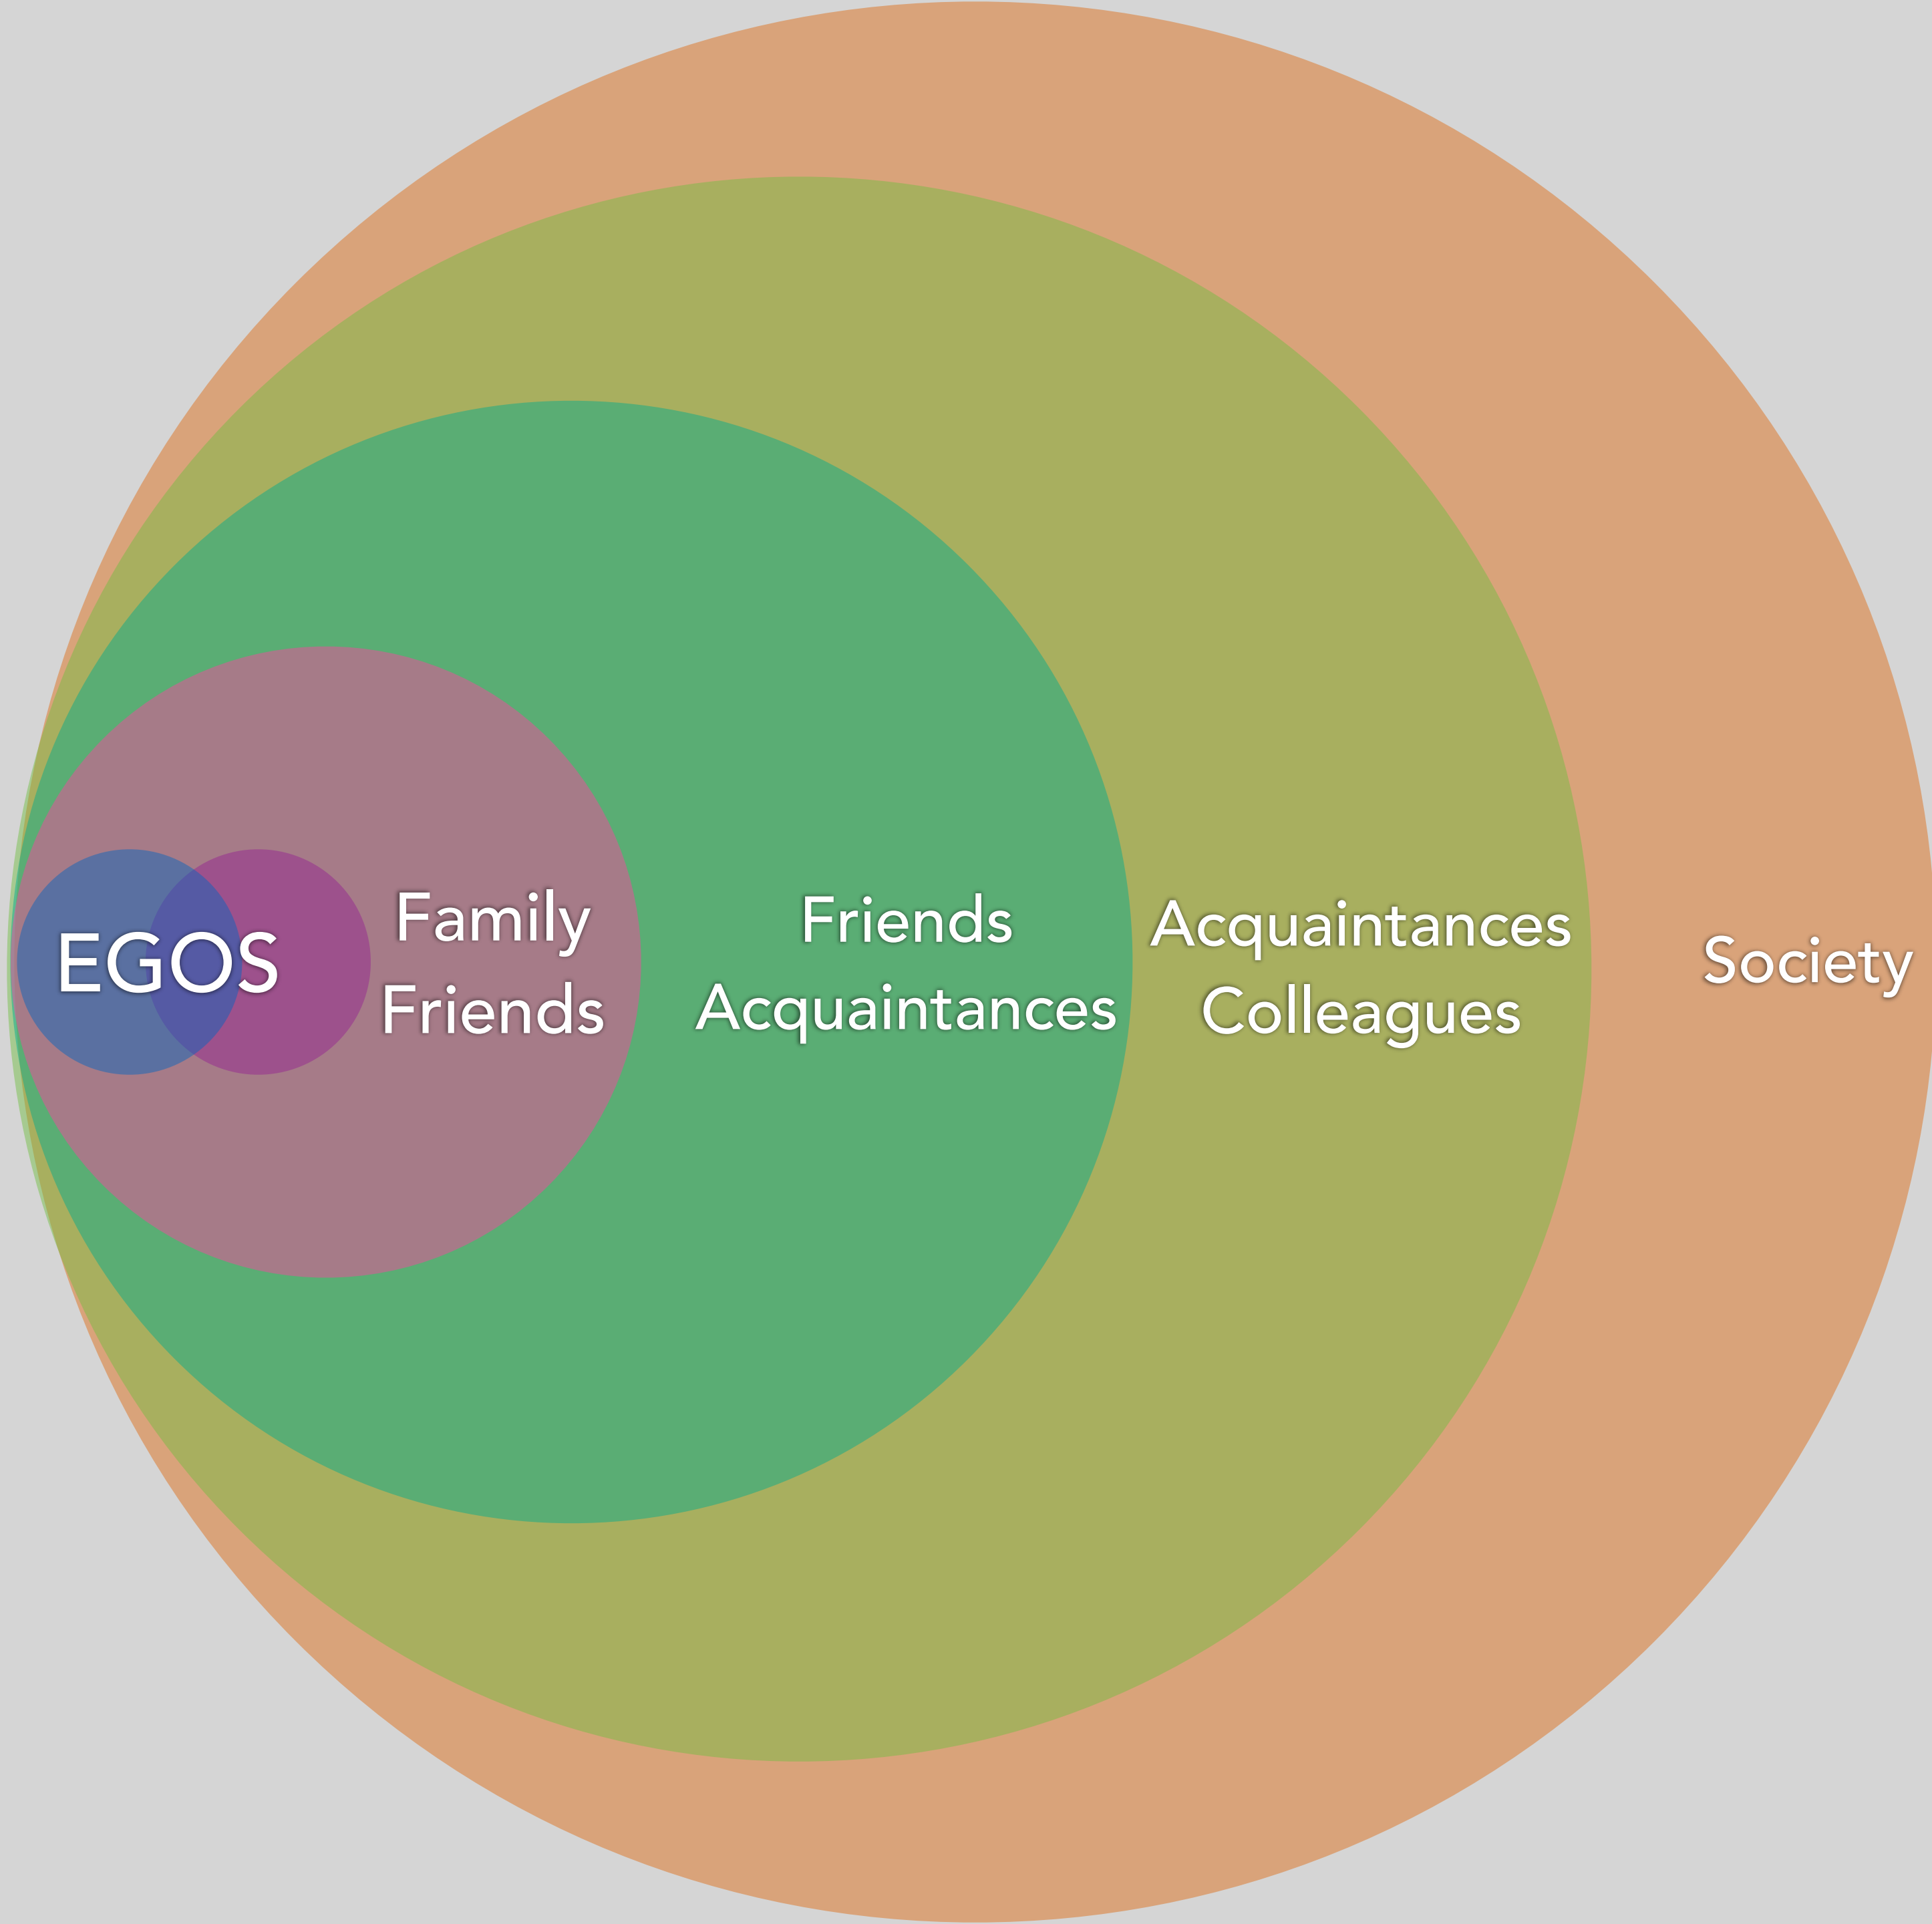 EGOS
Family
Friends
Friends
Acquaintances
Acquaintances
Colleagues
Society